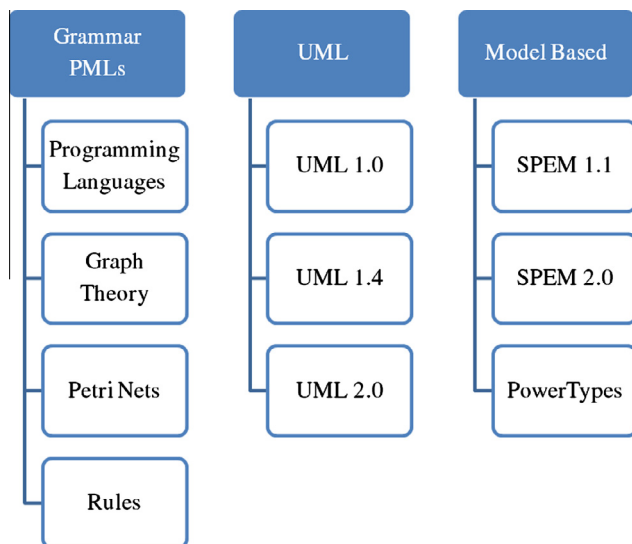 Grammar
PMLs
Programming
Languages
Graph
Theory
Petri Nets
Rules
UML
UML 1.0
UML 1.4
UML 2.0
Model Based
SPEM 1.1
SPEM 2.0
PowerTypes